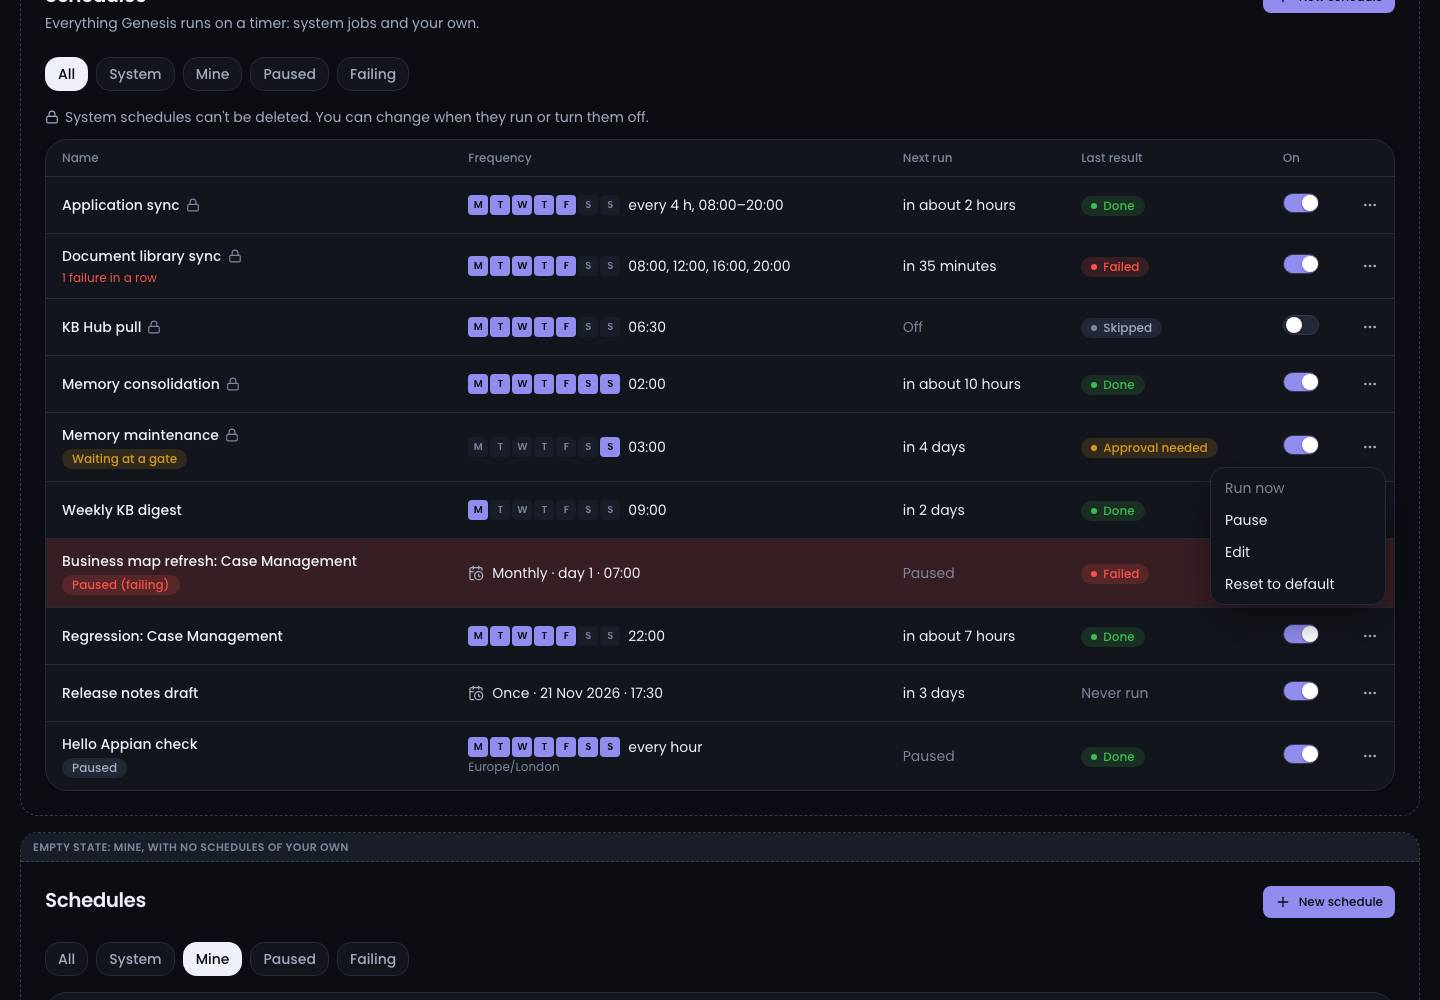 Schedules
New schedule
Everything Genesis runs on a timer: system jobs and your own.
All System Mine Paused Failing
System schedules can't be deleted. You can change when they run or turn them off.
Name Frequency Next run Last result On
Application sync M T W T F S S every 4 h, 08:00–20:00 in about 2 hours Done
Document library sync M T W T F S S 08:00, 12:00, 16:00, 20:00 in 35 minutes Failed
1 failure in a row
KB Hub pull M T W T F S S 06:30 Off Skipped
Memory consolidation M T W T F S S 02:00 in about 10 hours Done
Memory maintenance M T W T F S S 03:00 in 4 days Approval needed
Waiting at a gate
Run now
Pause
Edit
Reset to default
Weekly KB digest M T W T F S S 09:00 in 2 days Done
Business map refresh: Case Management Monthly · day 1 · 07:00 Paused Failed
Paused (failing)
Regression: Case Management M T W T F S S 22:00 in about 7 hours Done
Release notes draft Once · 21 Nov 2026 · 17:30 in 3 days Never run
Hello Appian check M T W T F S S every hour Paused Done
Paused Europe/London
EMPTY STATE: MINE, WITH NO SCHEDULES OF YOUR OWN
Schedules
New schedule
All System Mine Paused Failing